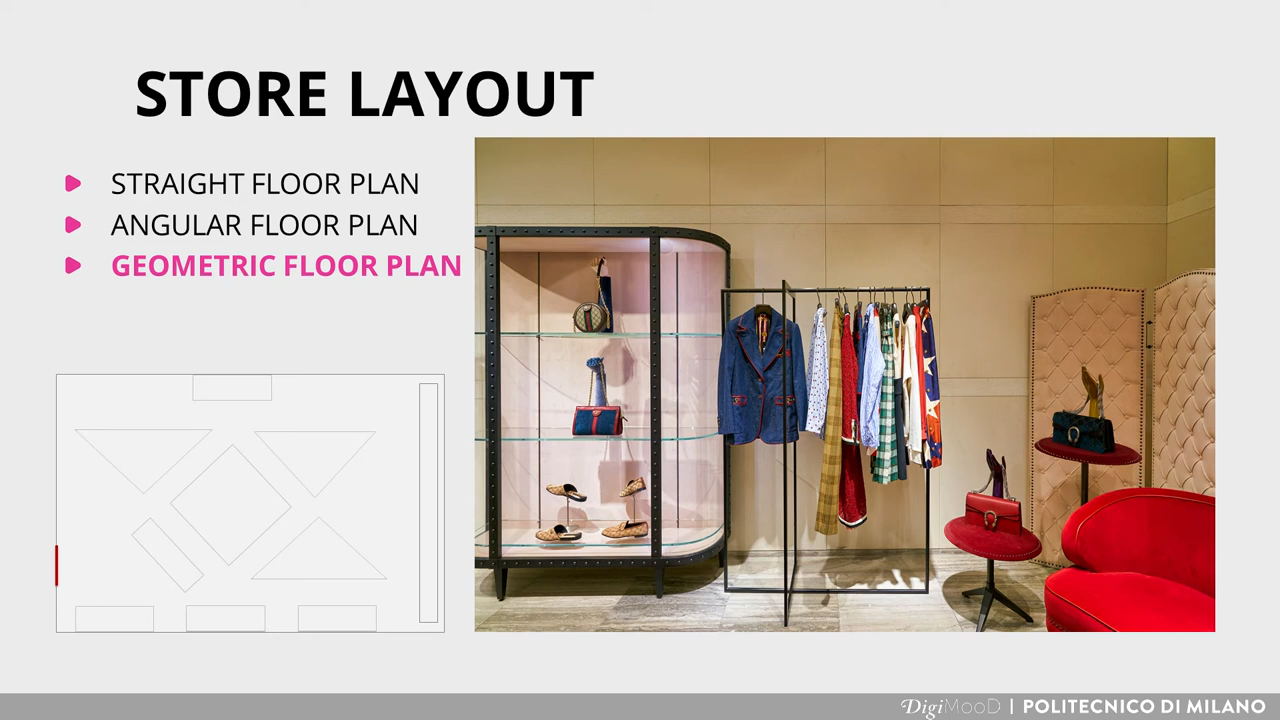 STORE LAYOUT
STRAIGHT FLOOR PLAN
ANGULAR FLOOR PLAN
GEOMETRIC FLOOR PLAN
DigiMooD | POLITECNICO DI MILANO